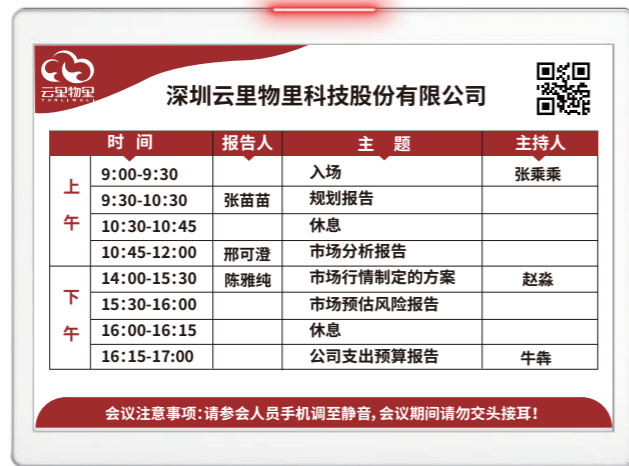 云里物里
深圳云里物里科技股份有限公司
时 间 报告人 主 题 主持人
上午
9:00-9:30 入场 张乘乘
9:30-10:30 张苗苗 规划报告
10:30-10:45 休息
10:45-12:00 邢可澄 市场分析报告
下午
14:00-15:30 陈雅纯 市场行情制定的方案 赵淼
15:30-16:00 市场预估风险报告
16:00-16:15 休息
16:15-17:00 公司支出预算报告 牛犇
会议注意事项:请参会人员手机调至静音,会议期间请勿交头接耳!